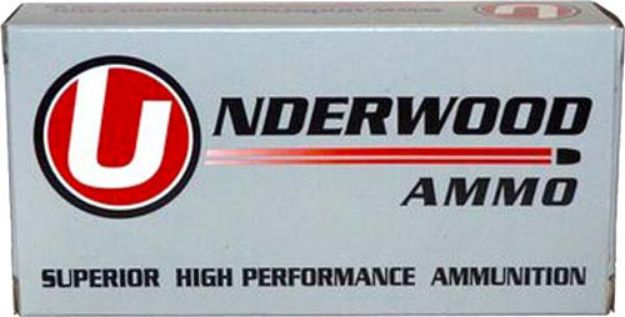 UNDERWOOD
AMMO
SUPERIOR HIGH PERFORMANCE AMMUNITION